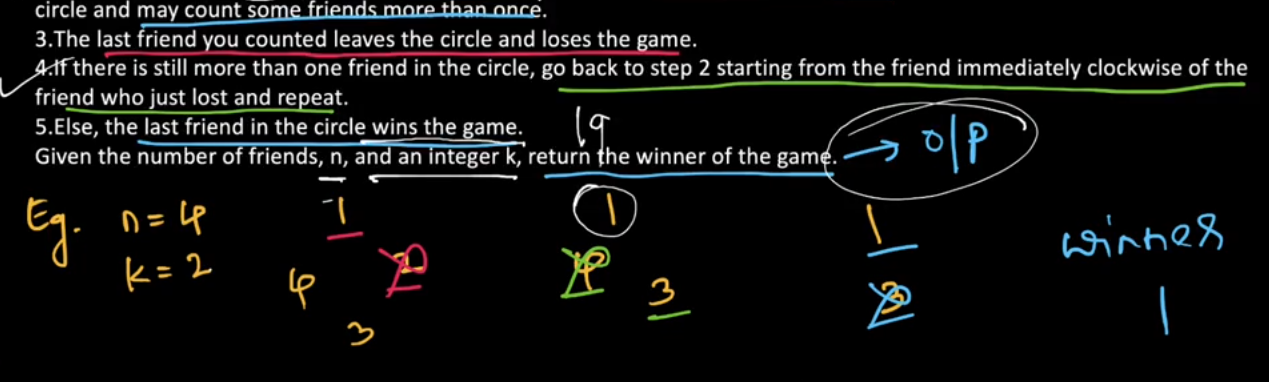 circle and may count some friends more than once.
3.The last friend you counted leaves the circle and loses the game.
4.If there is still more than one friend in the circle, go back to step 2 starting from the friend immediately clockwise of the
friend who just lost and repeat.
5.Else, the last friend in the circle wins the game.
Given the number of friends, n, and an integer k, return the winner of the game. → o/p
Eg. n = 4 1 1 1 winner
k = 2 4 2 4 3 3 1
3